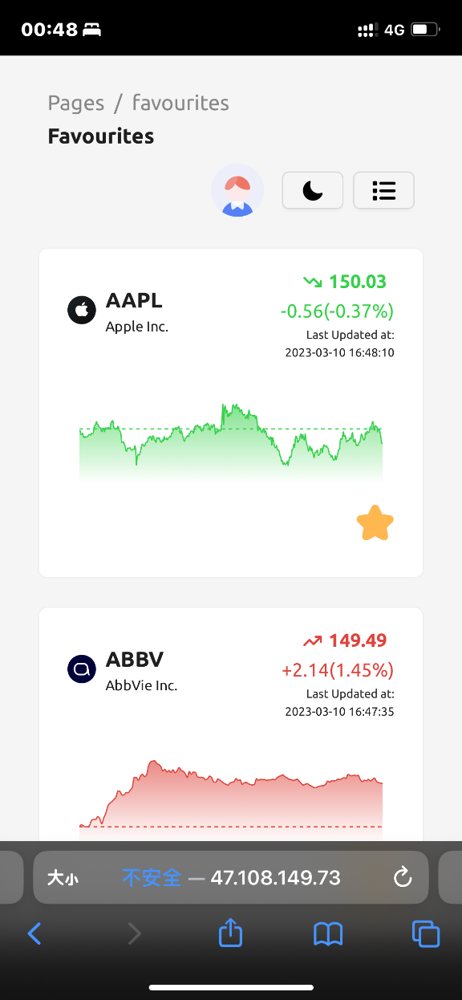 00:48
4G
Pages / favourites
Favourites
150.03
AAPL
-0.56(-0.37%)
Apple Inc.
Last Updated at:
2023-03-10 16:48:10
149.49
ABBV
+2.14(1.45%)
AbbVie Inc.
Last Updated at:
2023-03-10 16:47:35
大小 不安全 — 47.108.149.73